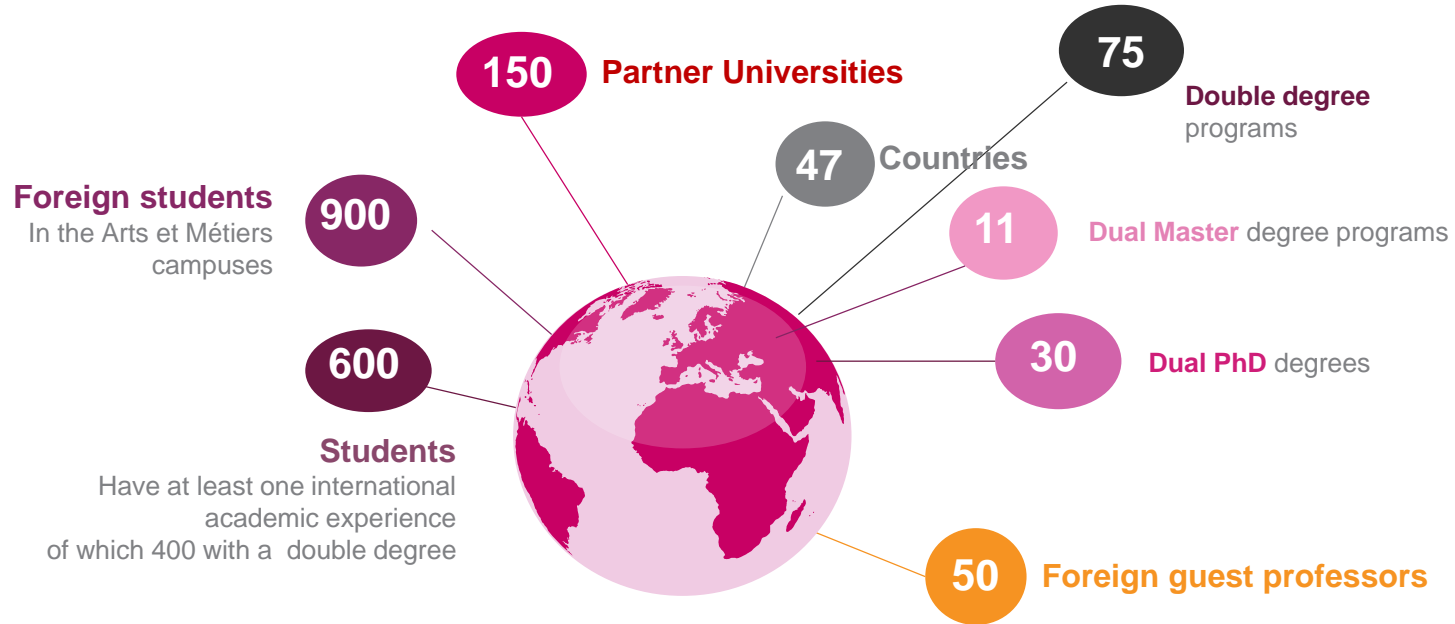 150 Partner Universities
75
Double degree
programs
47 Countries
Foreign students
In the Arts et Métiers
campuses
900
11 Dual Master degree programs
600
Students
Have at least one international
academic experience
of which 400 with a  double degree
30 Dual PhD degrees
50 Foreign guest professors